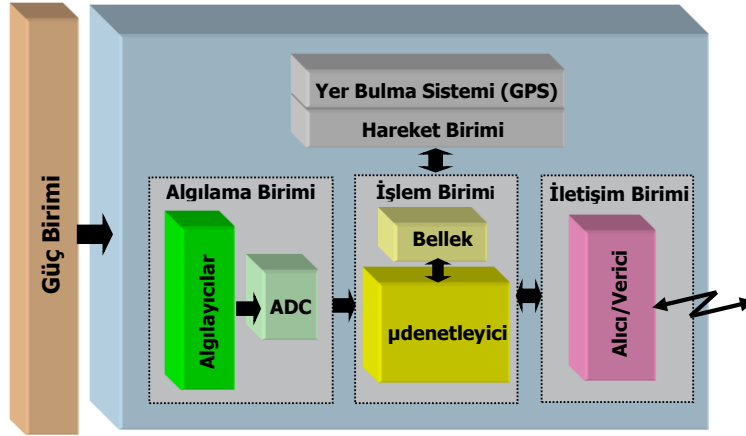 Güç Birimi
Yer Bulma Sistemi (GPS)
Hareket Birimi
Algılama Birimi
Algılayıcılar
ADC
İşlem Birimi
Bellek
µdenetleyici
İletişim Birimi
Alıcı/Verici